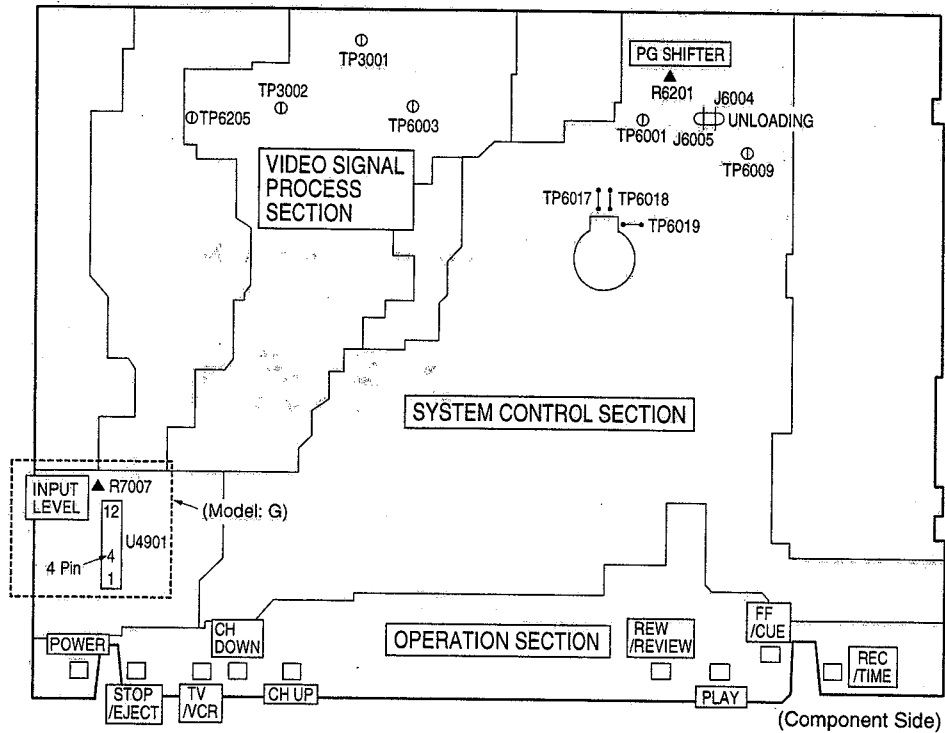 TP3001
PG SHIFTER
R6201
TP3002
J6004
TP6205
TP6003
TP6001
J6005
UNLOADING
TP6009
VIDEO SIGNAL
PROCESS
SECTION
TP6017
TP6018
TP6019
SYSTEM CONTROL SECTION
INPUT
LEVEL
R7007
(Model: G)
12
U4901
4 Pin
4
1
POWER
CH
DOWN
OPERATION SECTION
REW
/REVIEW
FF
/CUE
STOP
/EJECT
TV
/VCR
CH UP
PLAY
REC
/TIME
(Component Side)